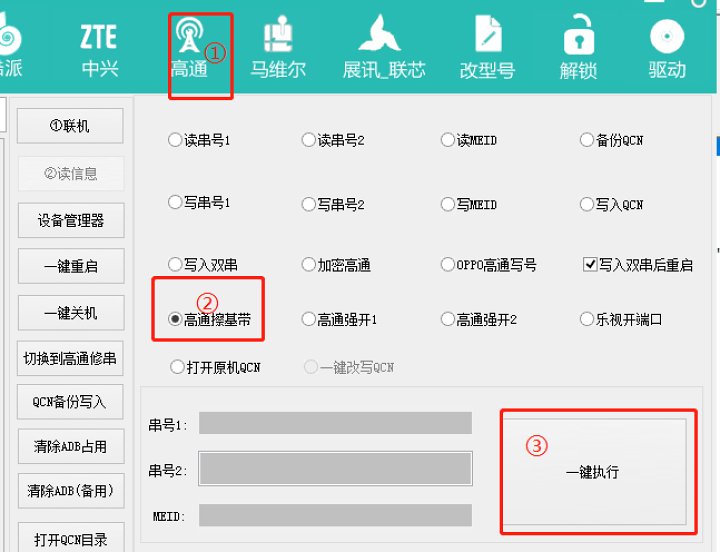 酷派
ZTE
中兴
高通
①
马维尔
展讯_联芯
改型号
解锁
驱动
①联机
②读信息
设备管理器
一键重启
一键关机
切换到高通修串
QCN备份写入
清除ADB占用
清除ADB(备用)
打开QCN目录
读串号1
读串号2
读MEID
备份QCN
写串号1
写串号2
写MEID
写入QCN
写入双串
加密高通
OPPO高通写号
写入双串后重启
②
高通擦基带
高通强开1
高通强开2
乐视开端口
打开原机QCN
一键改写QCN
串号1:
串号2:
MEID:
③
一键执行